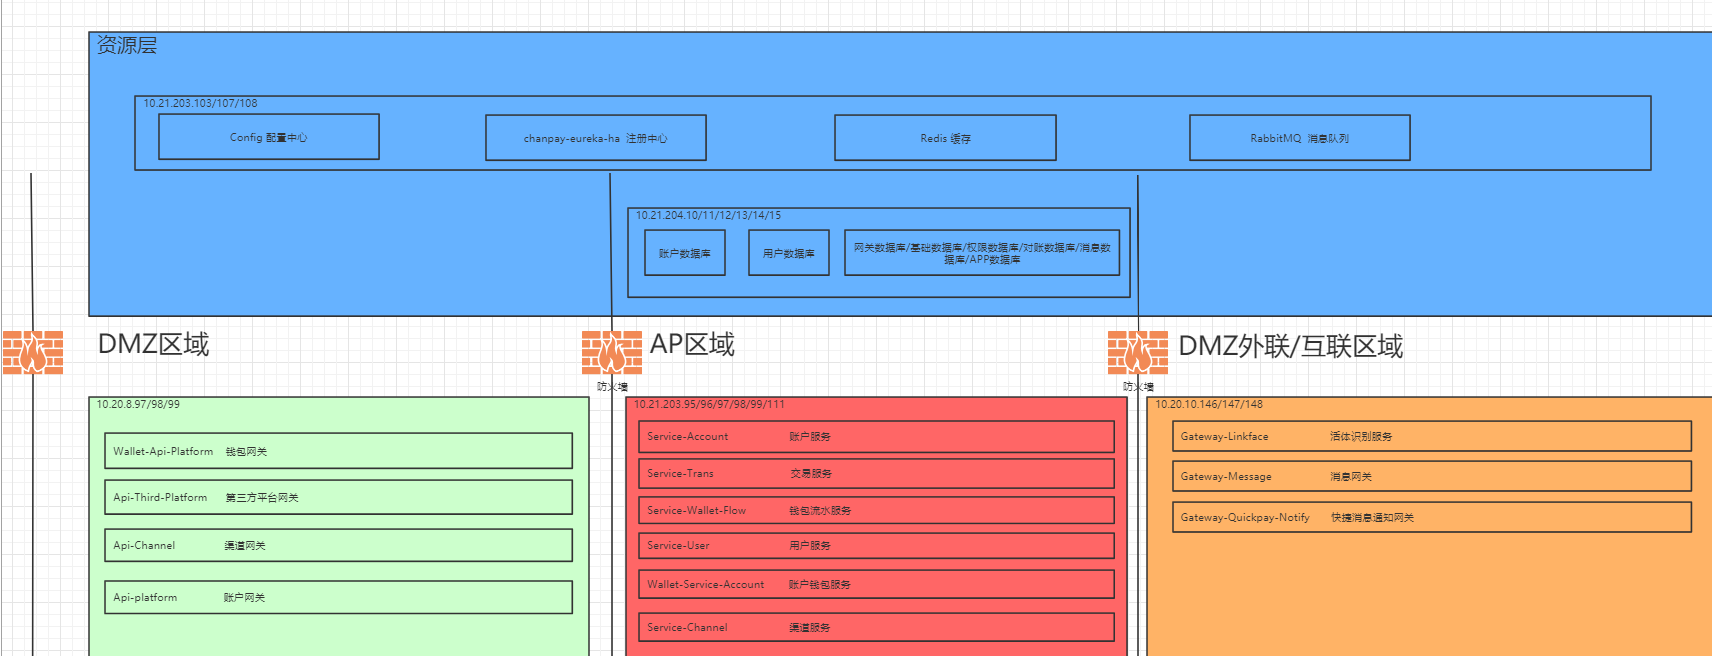 资源层
10.21.203.103/107/108
Config 配置中心
chanpay-eureka-ha 注册中心
Redis 缓存
RabbitMQ 消息队列
10.21.204.10/11/12/13/14/15
账户数据库
用户数据库
网关数据库/基础数据库/权限数据库/对账数据库/消息数
据库/APP数据库
DMZ区域
AP区域
DMZ外联/互联区域
防火墙
防火墙
10.20.8.97/98/99
Wallet-Api-Platform 钱包网关
Api-Third-Platform 第三方平台网关
Api-Channel 渠道网关
Api-platform 账户网关
10.21.203.95/96/97/98/99/111
Service-Account 账户服务
Service-Trans 交易服务
Service-Wallet-Flow 钱包流水服务
Service-User 用户服务
Wallet-Service-Account 账户钱包服务
Service-Channel 渠道服务
10.20.10.146/147/148
Gateway-Linkface 活体识别服务
Gateway-Message 消息网关
Gateway-Quickpay-Notify 快捷消息通知网关